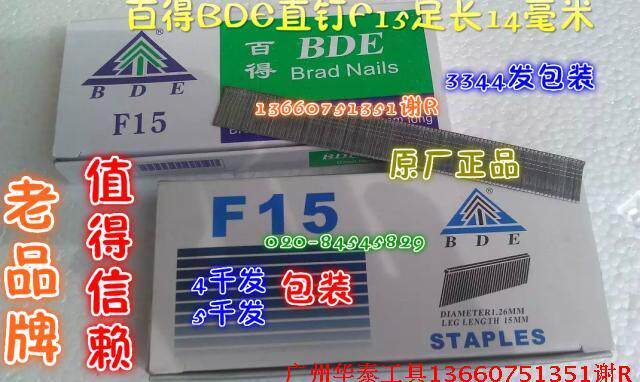 百得BDE直钉F15足长14毫米
BDE
F15
百得
BDE
Brad Nails
3344发包装
13660751351谢R
BDE
原厂正品
老品牌
值得信赖
F15
020-84545829
BDE
4千发
5千发
包装
DIAMETER1.26MM
LEG LENGTH 15MM
STAPLES
广州华泰工具13660751351谢R